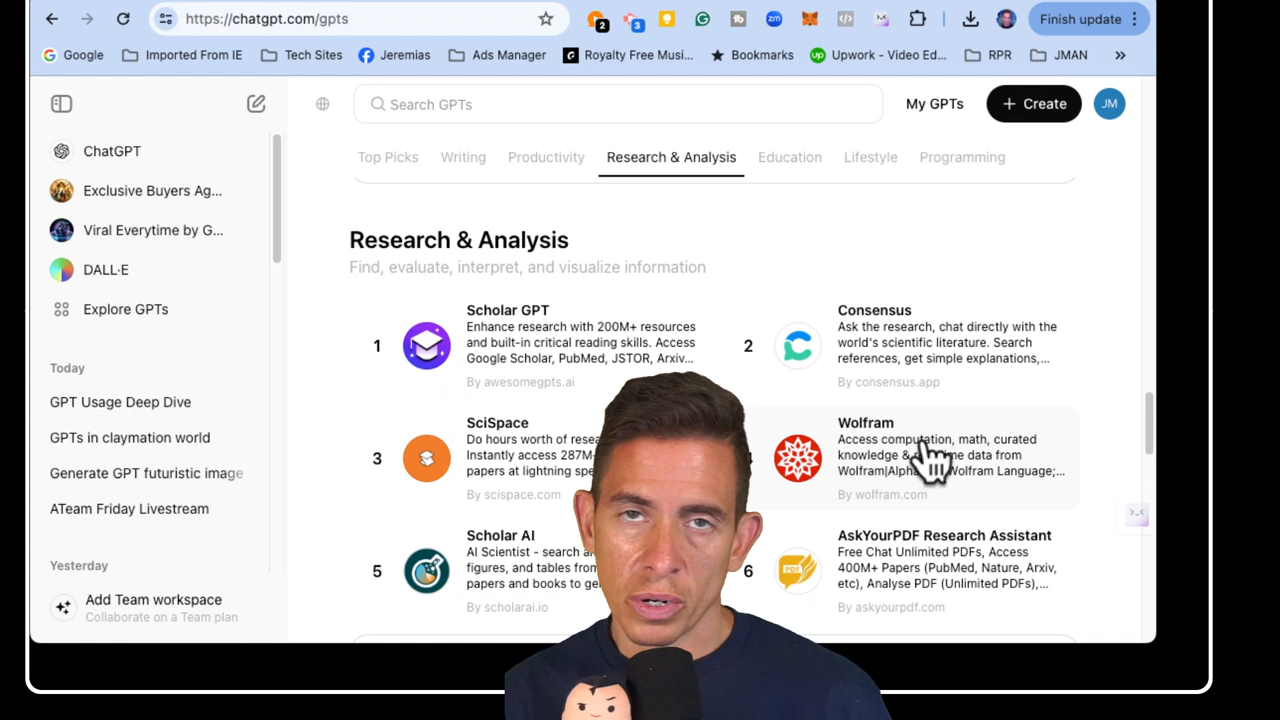 https://chatgpt.com/gpts
2
3
zm
Finish update
Google
Imported From IE
Tech Sites
Jeremias
Ads Manager
Royalty Free Musi...
Bookmarks
up
Upwork - Video Ed...
RPR
JMAN
»
Search GPTs
My GPTs
+ Create
JM
ChatGPT
Exclusive Buyers Ag...
Viral Everytime by G...
DALL·E
Explore GPTs
Today
GPT Usage Deep Dive
GPTs in claymation world
Generate GPT futuristic image
ATeam Friday Livestream
Yesterday
Add Team workspace
Collaborate on a Team plan
Top Picks
Writing
Productivity
Research & Analysis
Education
Lifestyle
Programming
Research & Analysis
Find, evaluate, interpret, and visualize information
1
Scholar GPT
Enhance research with 200M+ resources
and built-in critical reading skills. Access
Google Scholar, PubMed, JSTOR, Arxiv...
By awesomegpts.ai
2
Consensus
Ask the research, chat directly with the
world's scientific literature. Search
references, get simple explanations,...
By consensus.app
3
SciSpace
Do hours worth of
Instantly access 287M+
papers at lightning
By scispace.com
Wolfram
Access computation, math, curated
knowledge &
data from
Wolfram Language;...
By wolfram.com
5
Scholar AI
AI Scientist - search
figures, and tables from
papers and books to
By scholarai.io
6
PDF
AskYourPDF Research Assistant
Free Chat Unlimited PDFs, Access
400M+ Papers (PubMed, Nature, Arxiv,
etc), Analyse PDF (Unlimited PDFs),...
By askyourpdf.com